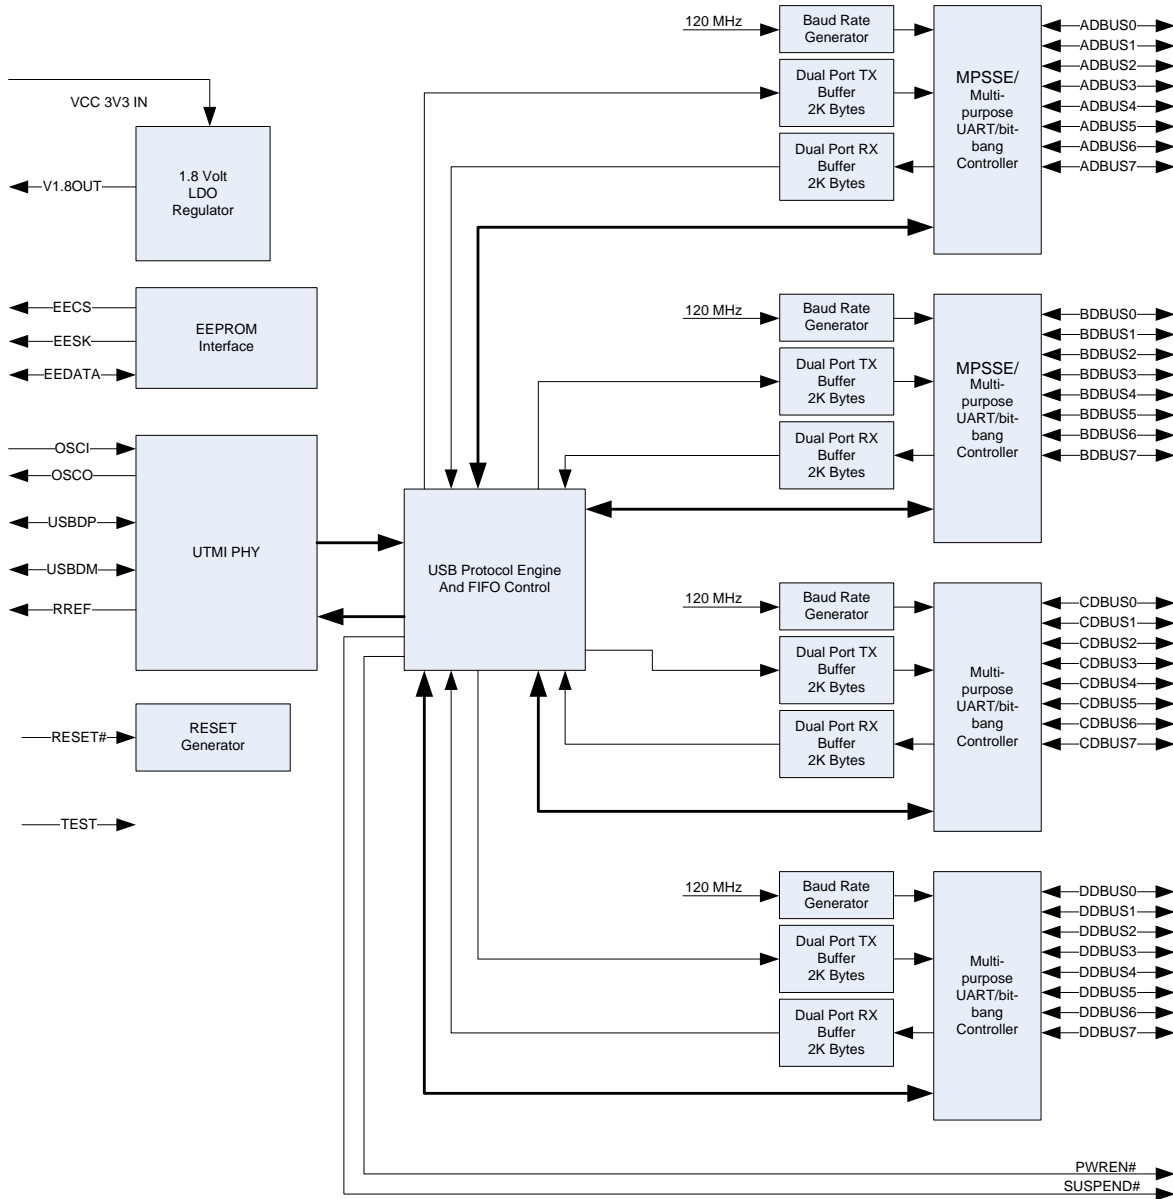 VCC 3V3 IN
1.8 Volt
LDO
Regulator
V1.8OUT
EECS
EESK
EEDATA
EEPROM
Interface
OSCI
OSCO
USBDP
USBDM
RREF
UTMI PHY
RESET#
RESET
Generator
TEST
USB Protocol Engine
And FIFO Control
120 MHz
Baud Rate
Generator
Dual Port TX
Buffer
2K Bytes
Dual Port RX
Buffer
2K Bytes
MPSSE/
Multi-
purpose
UART/bit-
bang
Controller
ADBUS0
ADBUS1
ADBUS2
ADBUS3
ADBUS4
ADBUS5
ADBUS6
ADBUS7
120 MHz
Baud Rate
Generator
Dual Port TX
Buffer
2K Bytes
Dual Port RX
Buffer
2K Bytes
MPSSE/
Multi-
purpose
UART/bit-
bang
Controller
BDBUS0
BDBUS1
BDBUS2
BDBUS3
BDBUS4
BDBUS5
BDBUS6
BDBUS7
120 MHz
Baud Rate
Generator
Dual Port TX
Buffer
2K Bytes
Dual Port RX
Buffer
2K Bytes
Multi-
purpose
UART/bit-
bang
Controller
CDBUS0
CDBUS1
CDBUS2
CDBUS3
CDBUS4
CDBUS5
CDBUS6
CDBUS7
120 MHz
Baud Rate
Generator
Dual Port TX
Buffer
2K Bytes
Dual Port RX
Buffer
2K Bytes
Multi-
purpose
UART/bit-
bang
Controller
DDBUS0
DDBUS1
DDBUS2
DDBUS3
DDBUS4
DDBUS5
DDBUS6
DDBUS7
PWREN#
SUSPEND#